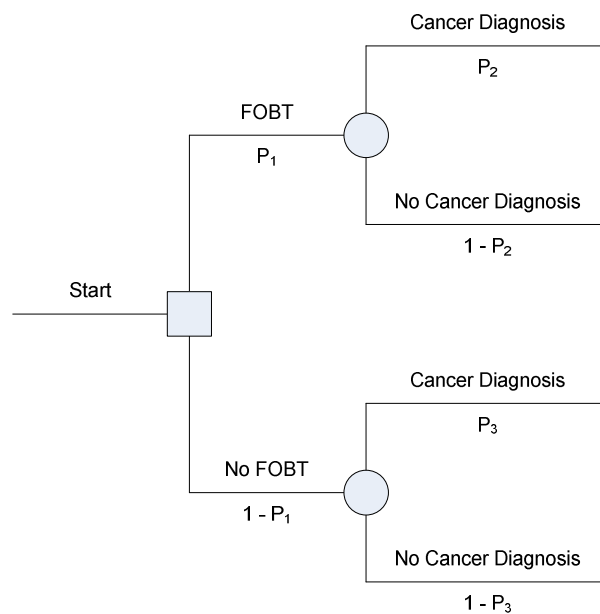 Cancer Diagnosis
P₂
FOBT
P₁
No Cancer Diagnosis
1 - P₂
Start
Cancer Diagnosis
P₃
No FOBT
1 - P₁
No Cancer Diagnosis
1 - P₃